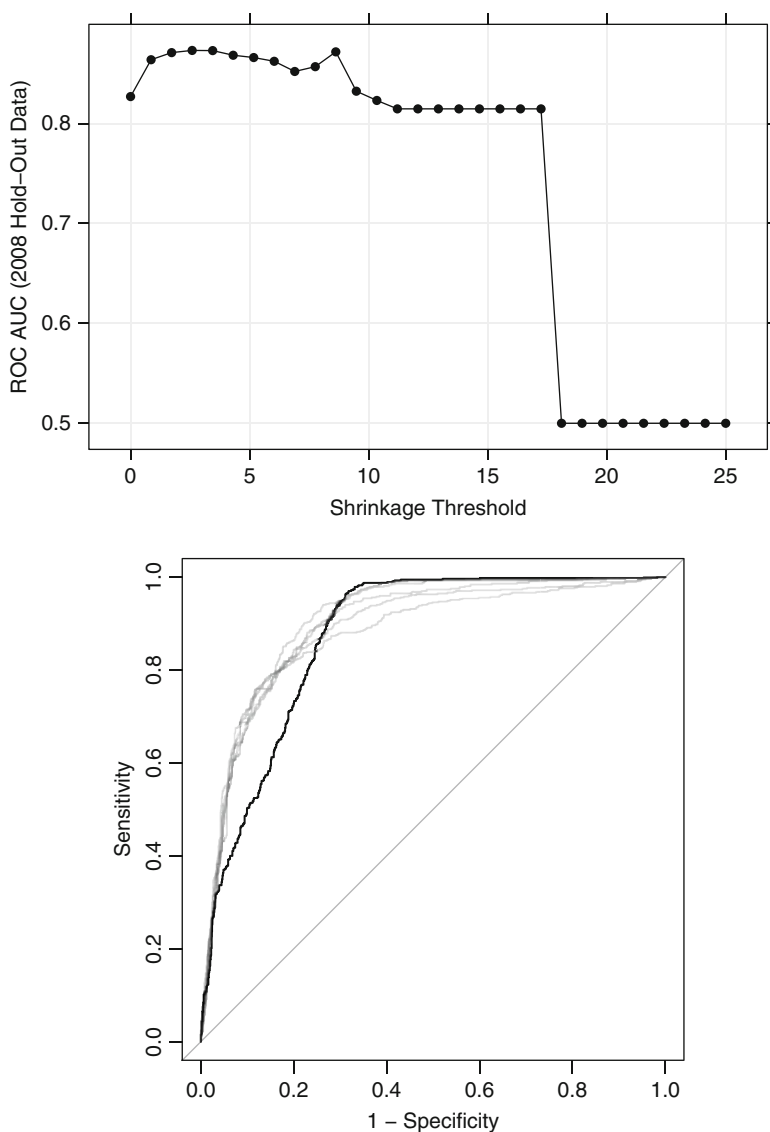 ROC AUC (2008 Hold−Out Data)
0.8
0.7
0.6
0.5
0 5 10 15 20 25
Shrinkage Threshold
Sensitivity
1.0
0.8
0.6
0.4
0.2
0.0
0.0 0.2 0.4 0.6 0.8 1.0
1 − Specificity